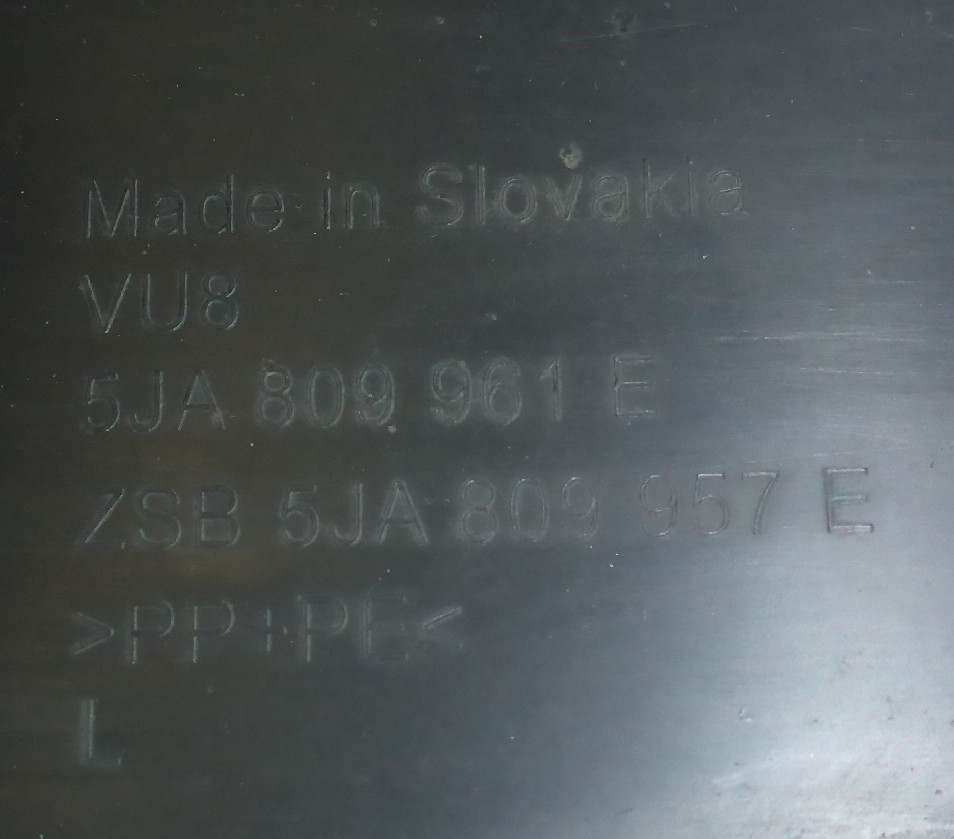 Made in Slovakia
VU8
5JA 809 961 E
ZSB 5JA 809 957 E
>PP+PE<
L